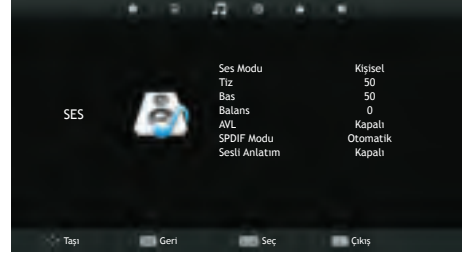 SES
Ses Modu Kişisel
Tiz 50
Bas 50
Balans 0
AVL Kapalı
SPDIF Modu Otomatik
Sesli Anlatım Kapalı
Taşı Geri Seç Çıkış